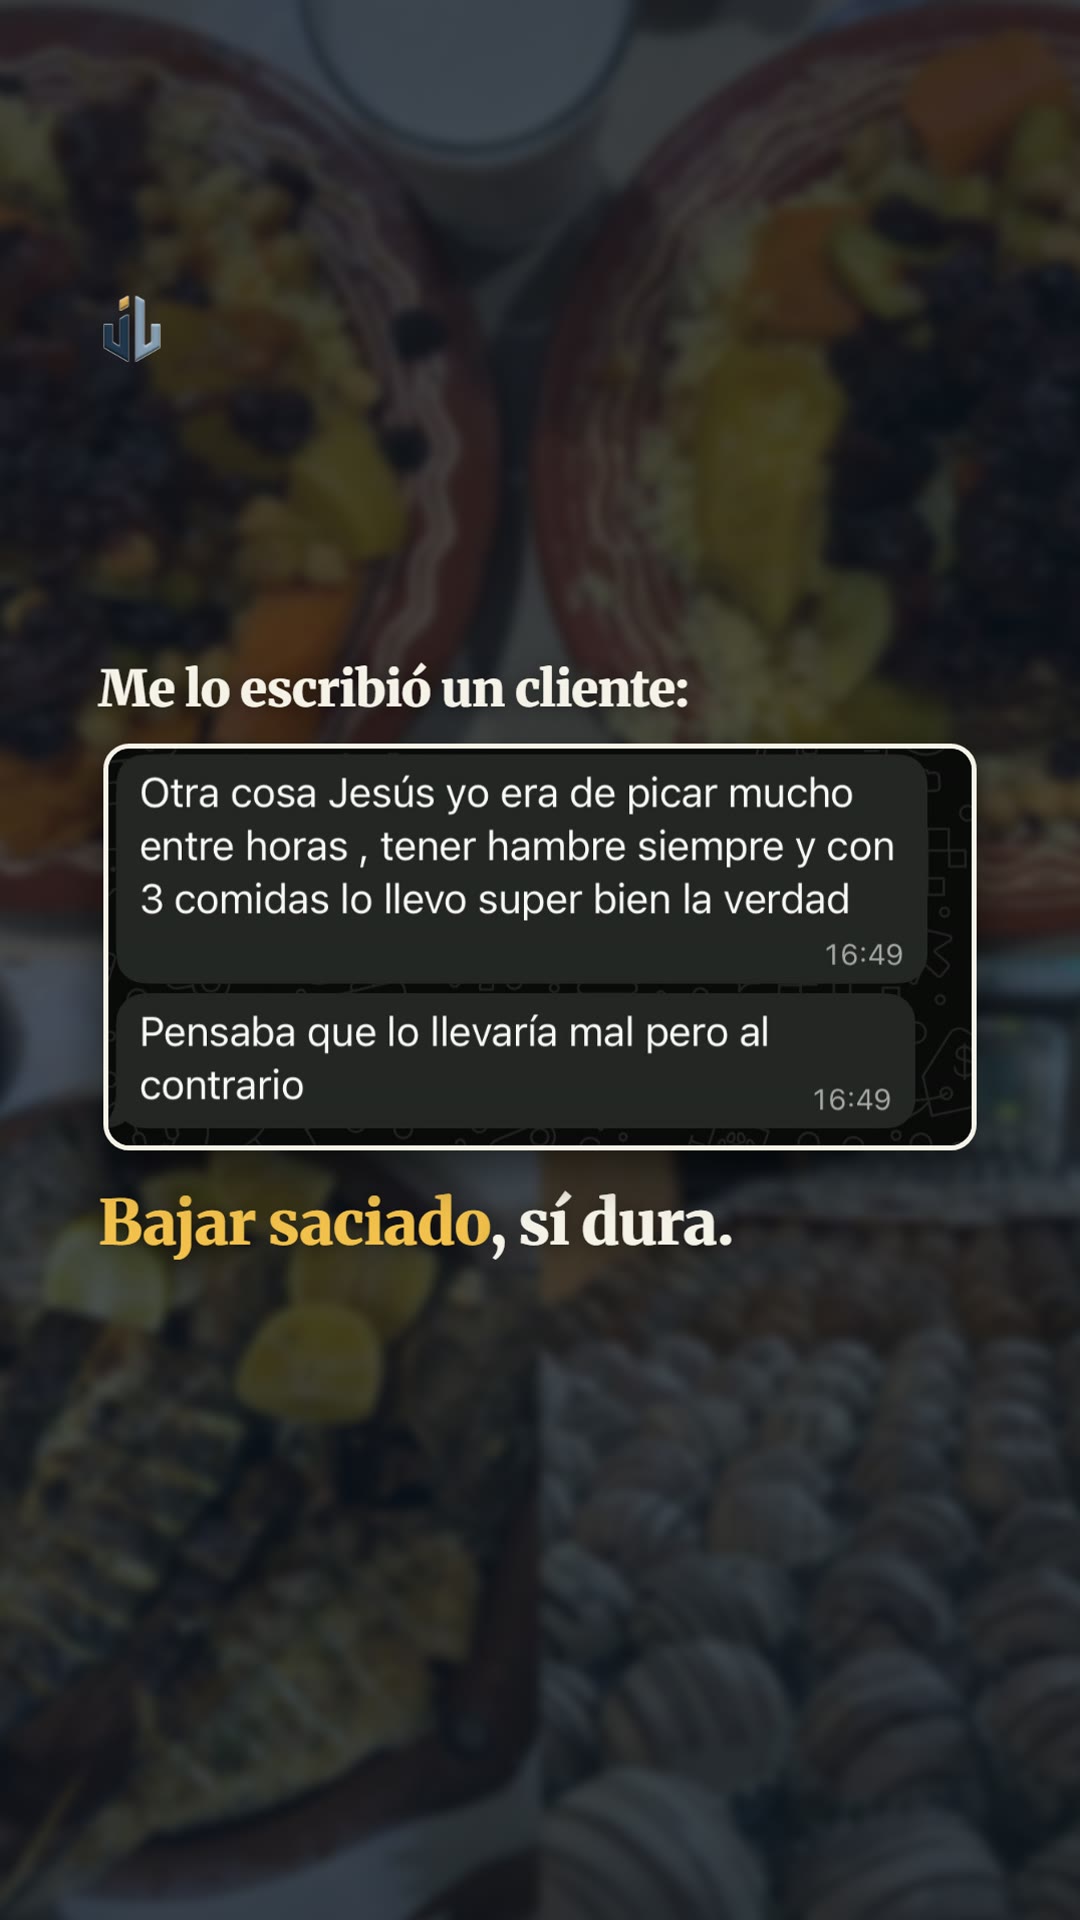 Me lo escribió un cliente:
Otra cosa Jesús yo era de picar mucho
entre horas , tener hambre siempre y con
3 comidas lo llevo super bien la verdad
16:49
Pensaba que lo llevaría mal pero al
contrario
16:49
Bajar saciado, sí dura.